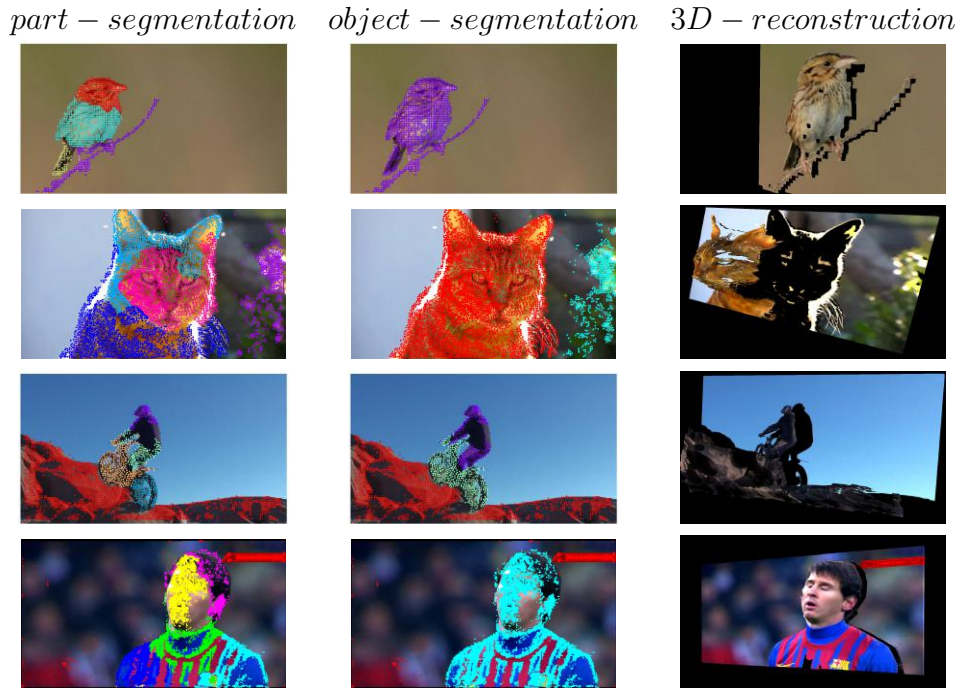 part − segmentation object − segmentation 3D − reconstruction